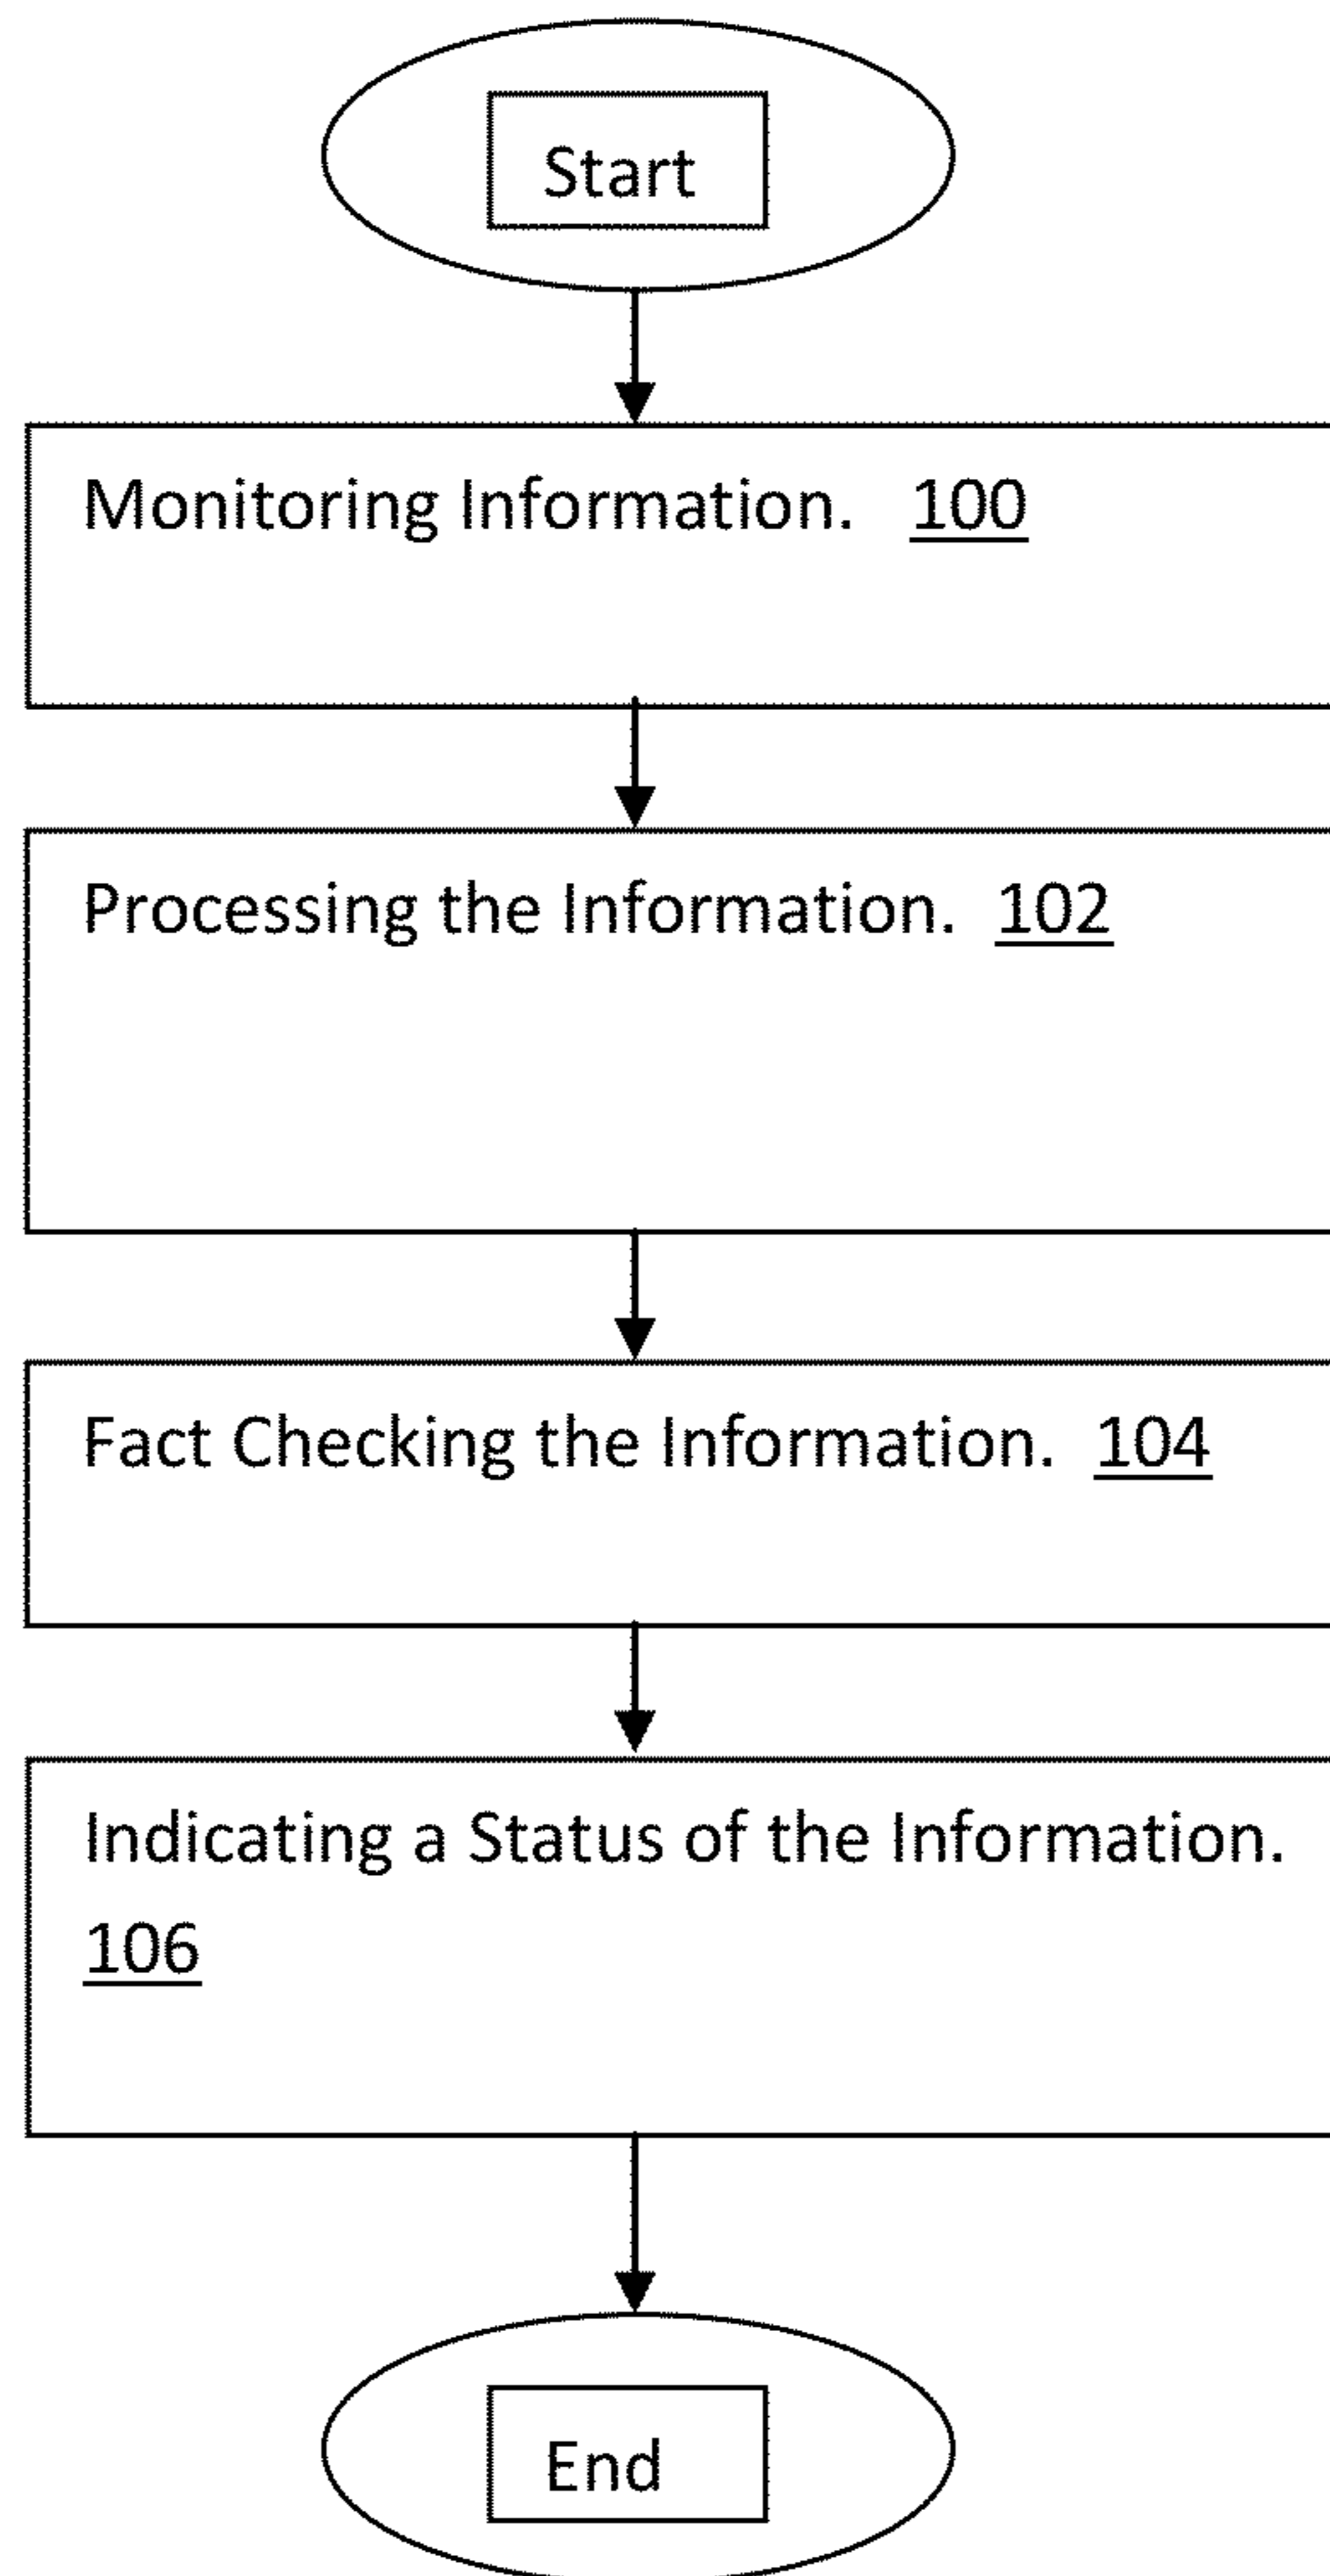 Start
Monitoring Information. 100
Processing the Information. 102
Fact Checking the Information. 104
Indicating a Status of the Information.
106
End